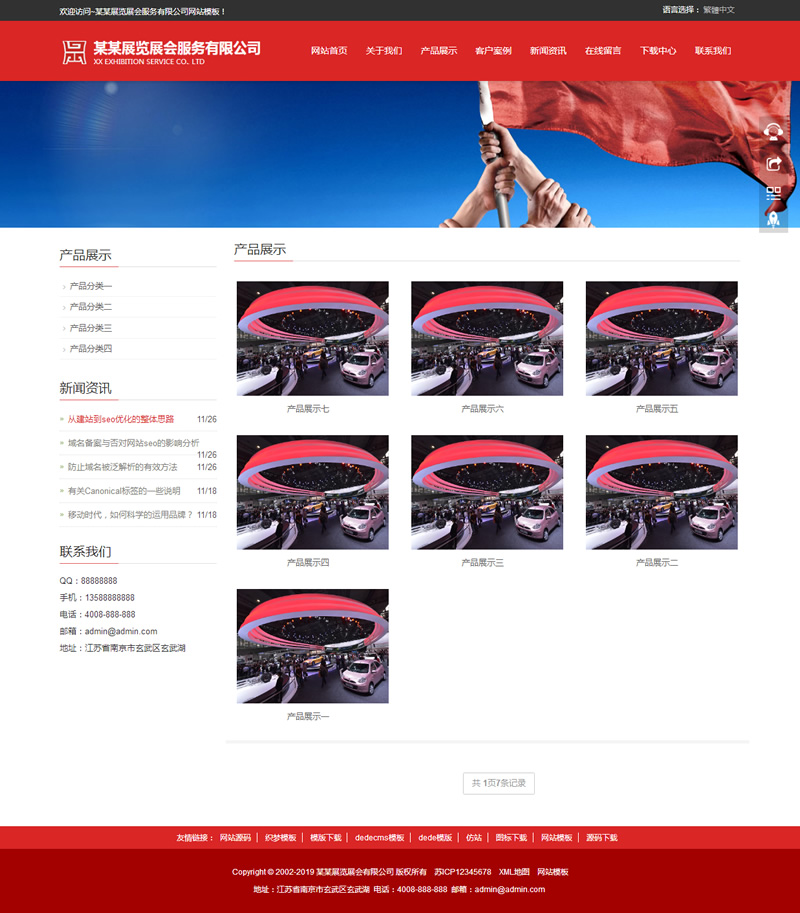 欢迎访问~某某展览展会服务有限公司网站模板！
语言选择： 繁體中文
某某展览展会服务有限公司
XX EXHIBITION SERVICE CO., LTD
网站首页 关于我们 产品展示 客户案例 新闻资讯 在线留言 下载中心 联系我们
产品展示
产品分类一
产品分类二
产品分类三
产品分类四
新闻资讯
从建站到seo优化的整体思路 11/26
域名备案与否对网站seo的影响分析
11/26
防止域名被泛解析的有效方法 11/26
有关Canonical标签的一些说明 11/18
移动时代，如何科学的运用品牌？ 11/18
联系我们
QQ：88888888
手机：13588888888
电话：4008-888-888
邮箱：admin@admin.com
地址：江苏省南京市玄武区玄武湖
产品展示
产品展示七 产品展示六 产品展示五
产品展示四 产品展示三 产品展示二
产品展示一
共 1页7条记录
友情链接： 网站源码 织梦模板 模版下载 dedecms模板 dede模板 仿站 图标下载 网站模板 源码下载
Copyright © 2002-2019 某某展览展会有限公司 版权所有 苏ICP12345678 XML地图 网站模板
地址：江苏省南京市玄武区玄武湖 电话：4008-888-888 邮箱：admin@admin.com